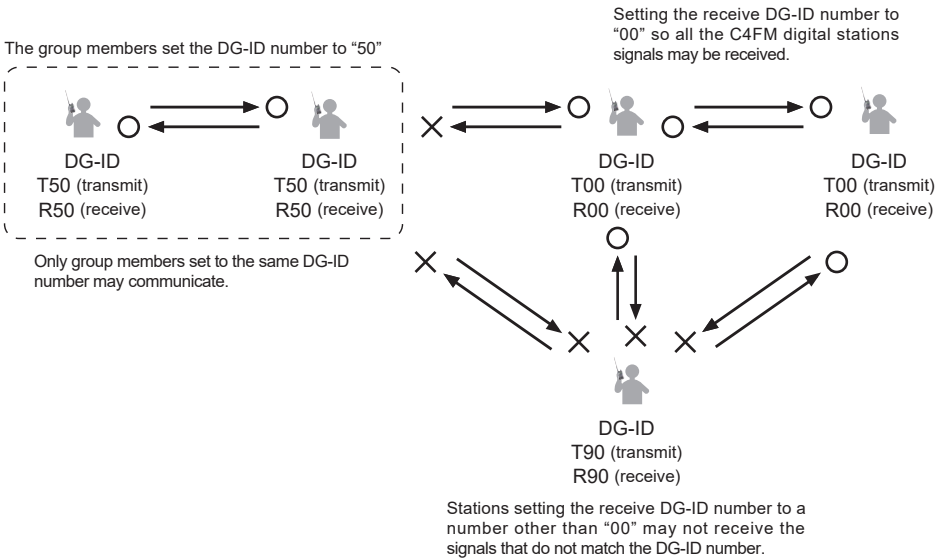 Setting the receive DG-ID number to
“00” so all the C4FM digital stations
signals may be received.
The group members set the DG-ID number to “50”
DG-ID
T50 (transmit)
R50 (receive)
DG-ID
T50 (transmit)
R50 (receive)
DG-ID
T00 (transmit)
R00 (receive)
DG-ID
T00 (transmit)
R00 (receive)
Only group members set to the same DG-ID
number may communicate.
DG-ID
T90 (transmit)
R90 (receive)
Stations setting the receive DG-ID number to a
number other than “00” may not receive the
signals that do not match the DG-ID number.